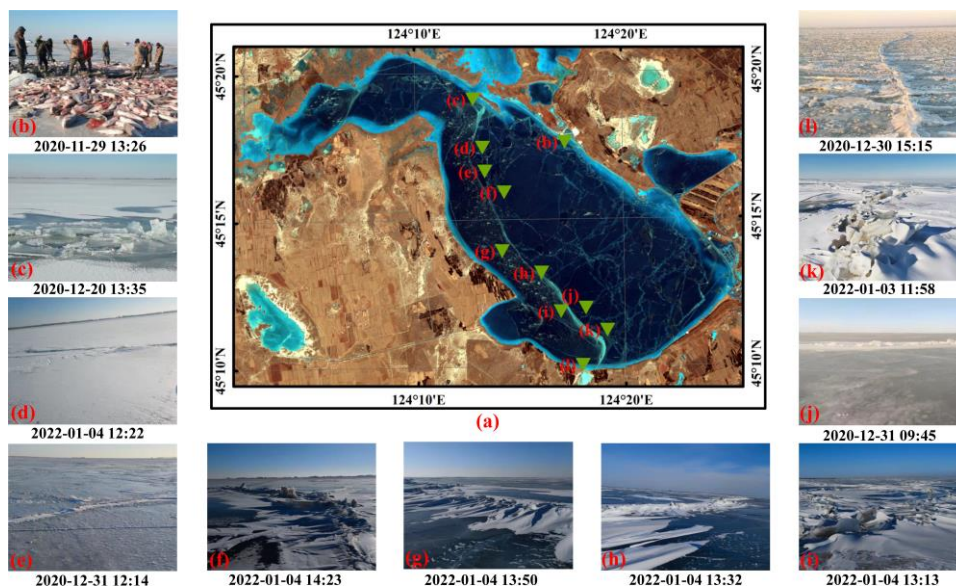 (b)
2020-11-29 13:26
(c)
2020-12-20 13:35
(d)
2022-01-04 12:22
(e)
2020-12-31 12:14
124°10'E
124°20'E
45°20'N
45°15'N
45°10'N
45°20'N
45°15'N
45°10'N
(c)
(b)
(d)
(e)
(f)
(g)
(h)
(j)
(i)
(k)
(l)
124°10'E
124°20'E
(a)
(f)
2022-01-04 14:23
(g)
2022-01-04 13:50
(h)
2022-01-04 13:32
(l)
2020-12-30 15:15
(k)
2022-01-03 11:58
(j)
2020-12-31 09:45
(i)
2022-01-04 13:13